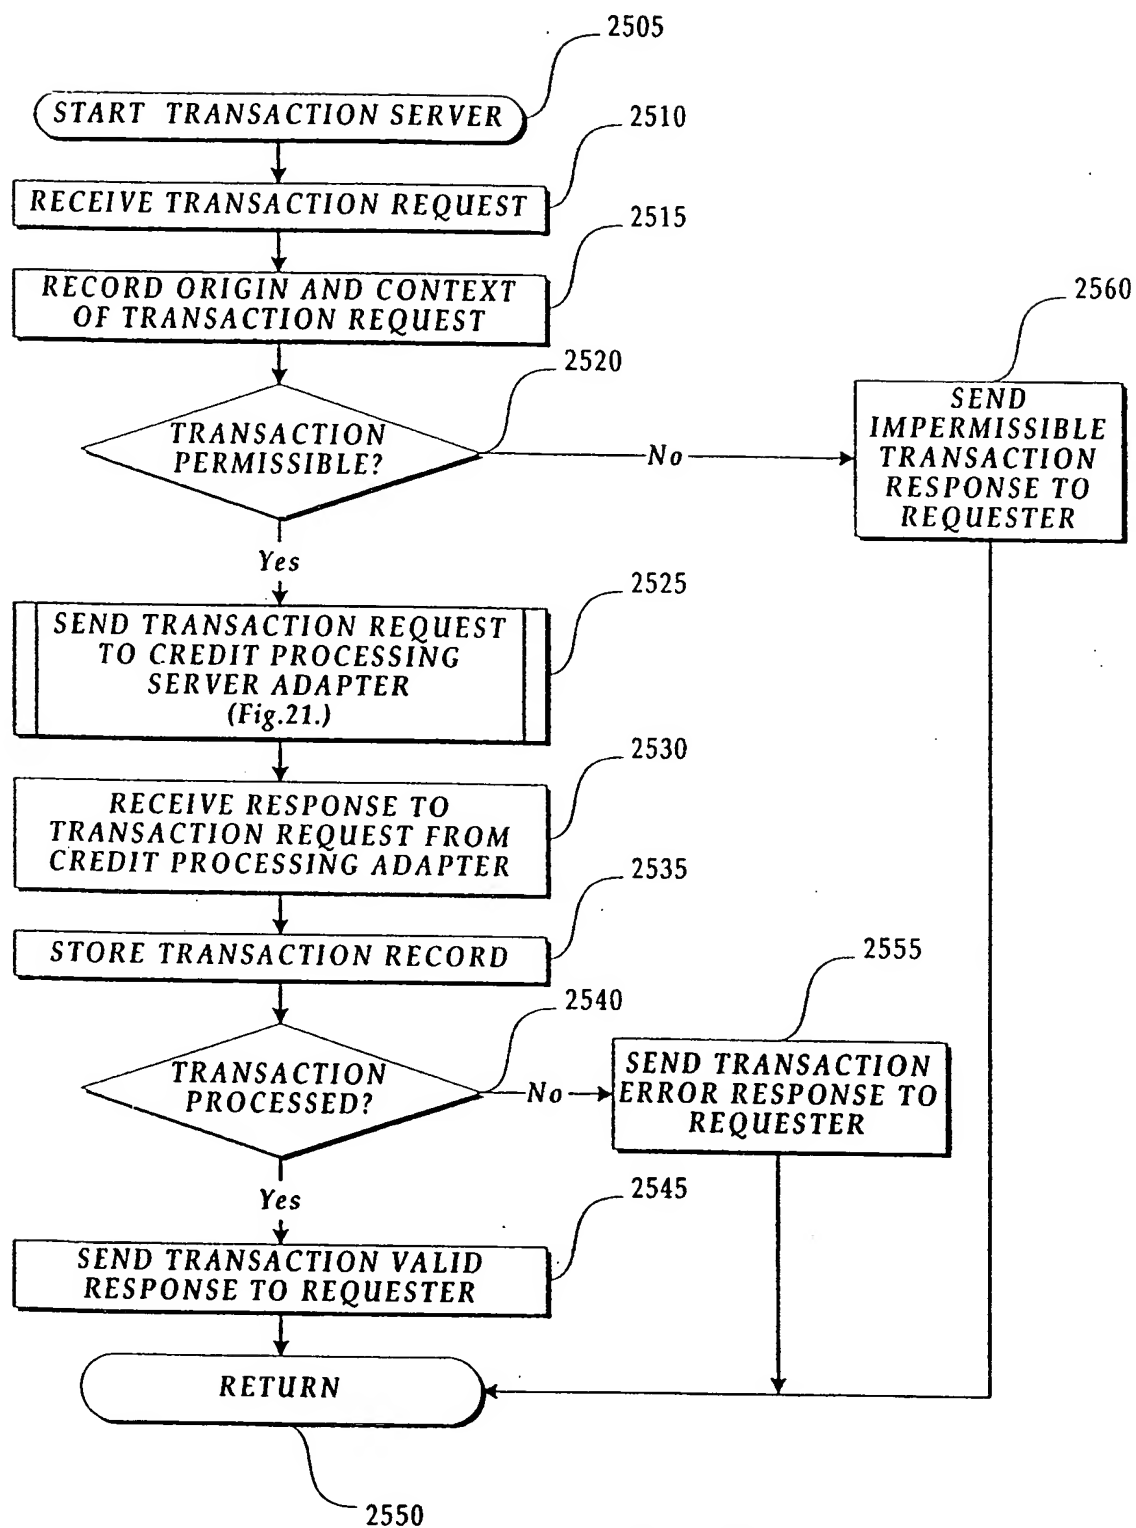 2505
START TRANSACTION SERVER
2510
RECEIVE TRANSACTION REQUEST
2515
RECORD ORIGIN AND CONTEXT
OF TRANSACTION REQUEST
2560
2520
SEND
IMPERMISSIBLE
TRANSACTION
RESPONSE TO
REQUESTER
TRANSACTION
PERMISSIBLE?
No
Yes
2525
SEND TRANSACTION REQUEST
TO CREDIT PROCESSING
SERVER ADAPTER
(Fig.21.)
2530
RECEIVE RESPONSE TO
TRANSACTION REQUEST FROM
CREDIT PROCESSING ADAPTER
2535
STORE TRANSACTION RECORD
2555
2540
TRANSACTION
PROCESSED?
No
SEND TRANSACTION
ERROR RESPONSE TO
REQUESTER
Yes
2545
SEND TRANSACTION VALID
RESPONSE TO REQUESTER
RETURN
2550